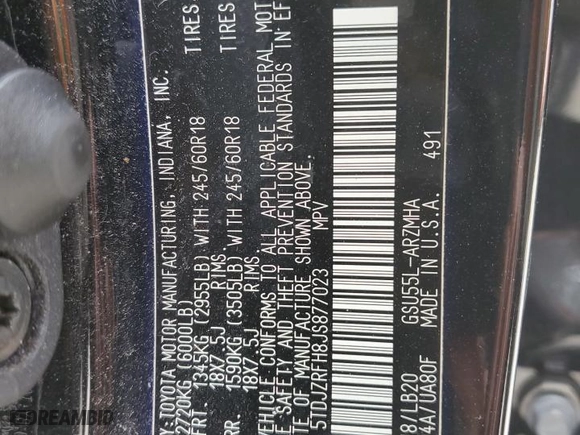 Y:TOYOTA MOTOR MANUFACTURING, INDIANA, INC.
2720KG (6000LB) TIRES
FRT. 1345KG (2955LB) WITH 245/60R18
18X7.5J RIMS TIRES
RR 1590KG (3505LB) WITH 245/60R18
18X7.5J RIMS
VEHICLE CONFORMS TO ALL APPLICABLE FEDERAL MOT
E SAFETY AND THEFT PREVENTION STANDARDS IN EF
TE OF MANUFACTURE SHOWN ABOVE.
5TDJZRFH8JS877023 MPV
8/LB20 GSU55L-ARZMHA
4A/UA80F MADE IN U.S.A. 491
DREAMBID